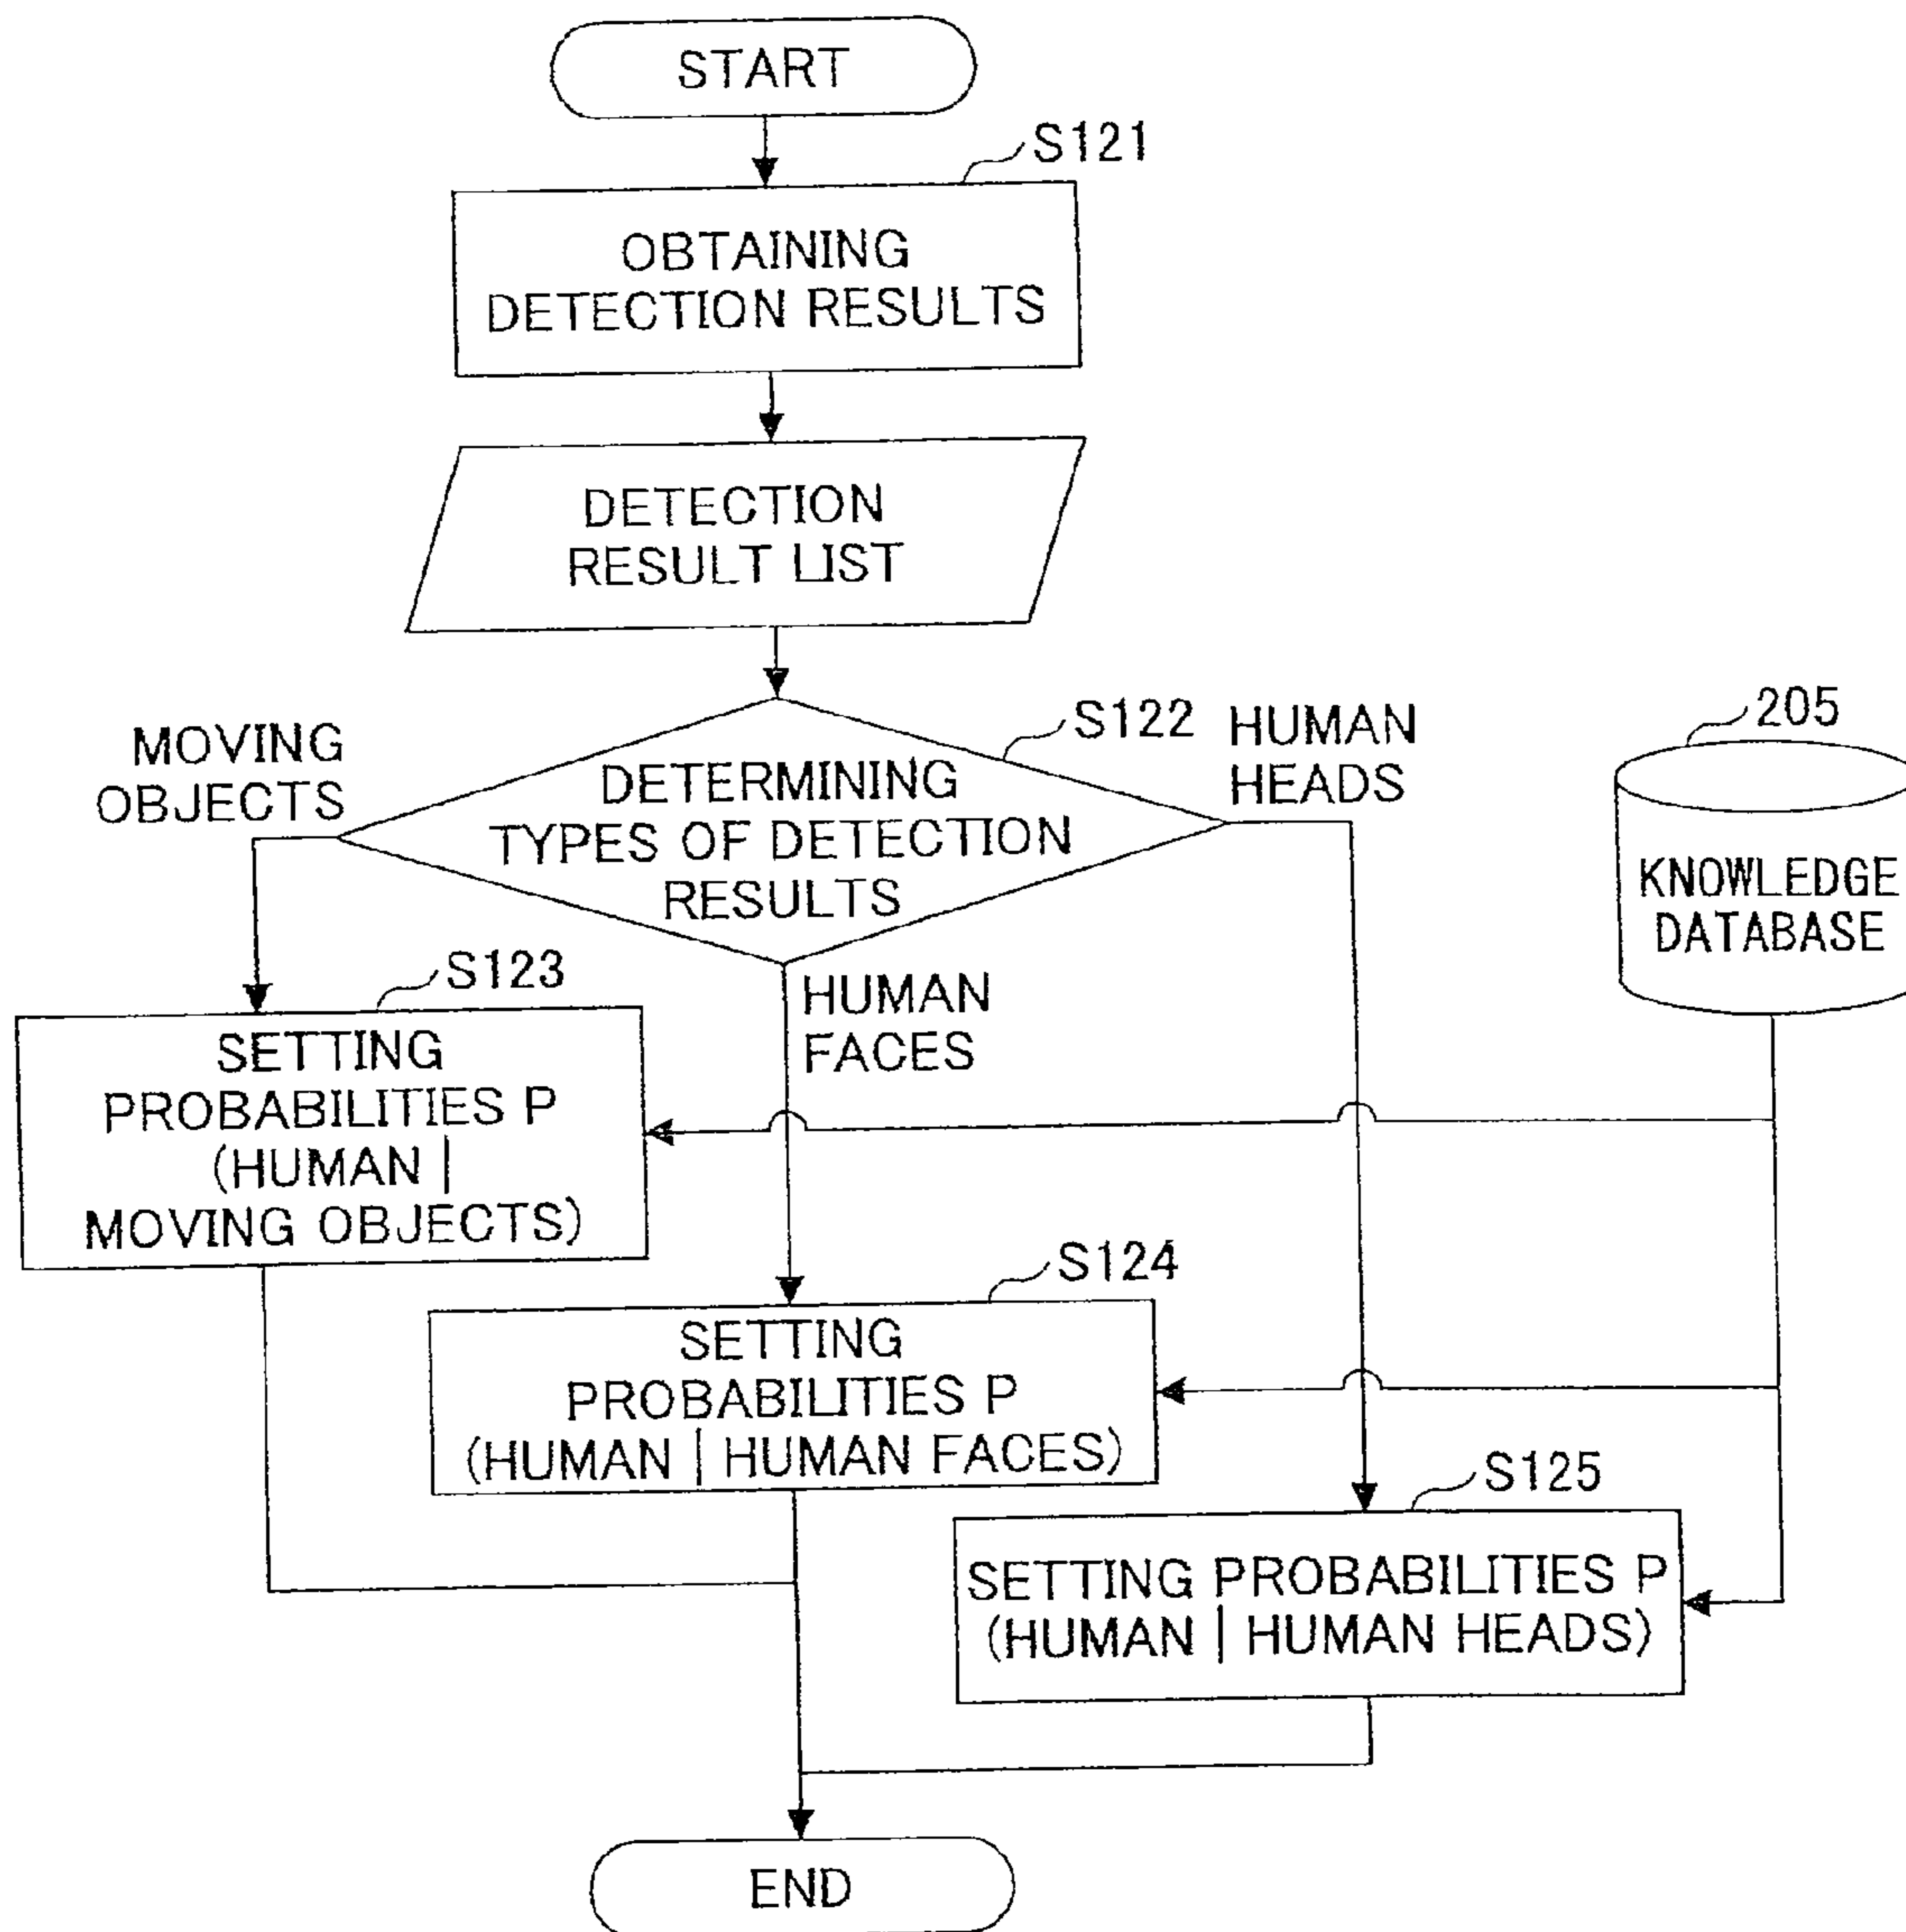 START
S121
OBTAINING
DETECTION RESULTS
DETECTION
RESULT LIST
S122
MOVING
OBJECTS
DETERMINING
TYPES OF DETECTION
RESULTS
HUMAN
HEADS
205
KNOWLEDGE
DATABASE
HUMAN
FACES
S123
SETTING
PROBABILITIES P
(HUMAN |
MOVING OBJECTS)
S124
SETTING
PROBABILITIES P
(HUMAN | HUMAN FACES)
S125
SETTING PROBABILITIES P
(HUMAN | HUMAN HEADS)
END